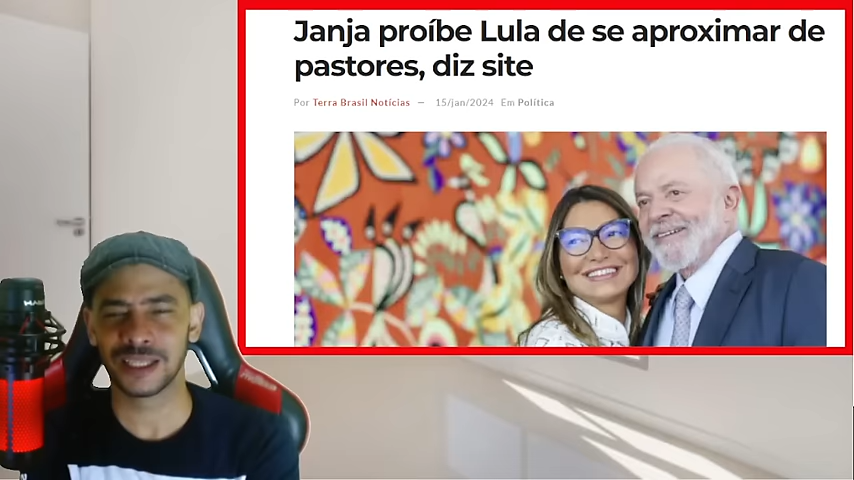 Janja proíbe Lula de se aproximar de
pastores, diz site
Por Terra Brasil Notícias — 15/jan/2024 Em Política